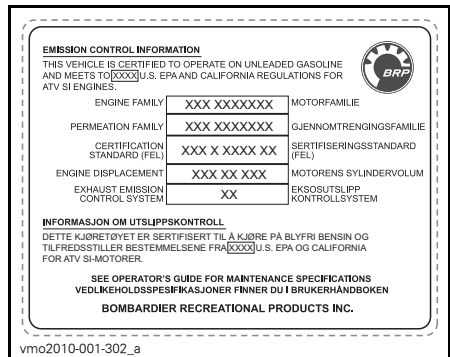 EMISSION CONTROL INFORMATION
THIS VEHICLE IS CERTIFIED TO OPERATE ON UNLEADED GASOLINE
AND MEETS TO XXXX U.S. EPA AND CALIFORNIA REGULATIONS FOR
ATV SI ENGINES.
BRP
ENGINE FAMILY XXX XXXXXXX MOTORFAMILIE
PERMEATION FAMILY XXX XXXXXXX GJENNOMTRENGINGSFAMILIE
CERTIFICATION
STANDARD (FEL) XXX X XXXX XX SERTIFISERINGSSTANDARD
(FEL)
ENGINE DISPLACEMENT XXX XX XXX MOTORENS SYLINDERVOLUM
EXHAUST EMISSION
CONTROL SYSTEM XX EKSOSUTSLIPP
KONTROLLSYSTEM
INFORMASJON OM UTSLIPPSKONTROLL
DETTE KJØRETØYET ER SERTIFISERT TIL Å KJØRE PÅ BLYFRI BENSIN OG
TILFREDSSTILLER BESTEMMELSENE FRA XXXX U.S. EPA OG CALIFORNIA
FOR ATV SI-MOTORER.
SEE OPERATOR'S GUIDE FOR MAINTENANCE SPECIFICATIONS
VEDLIKEHOLDSSPESIFIKASJONER FINNER DU I BRUKERHÅNDBOKEN
BOMBARDIER RECREATIONAL PRODUCTS INC.
vmo2010-001-302_a